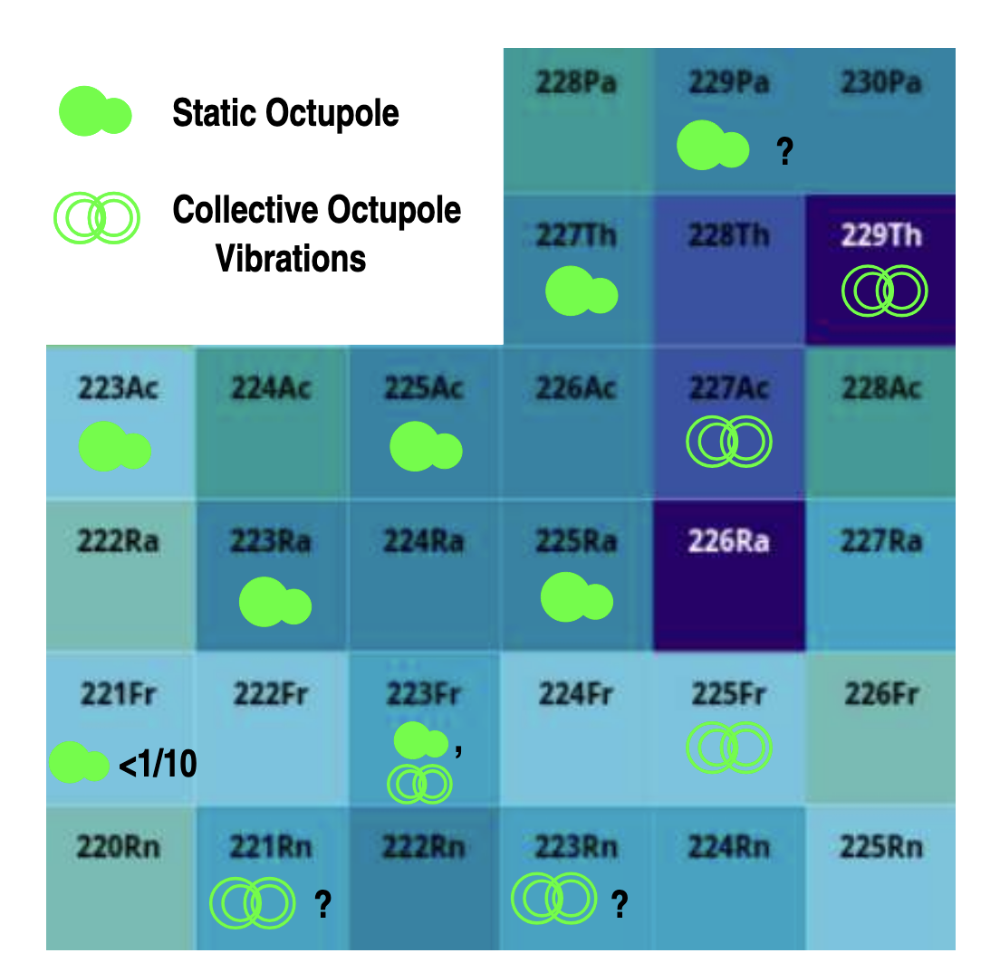 Static Octupole
Collective Octupole
Vibrations
228Pa 229Pa 230Pa
?
227Th 228Th 229Th
223Ac 224Ac 225Ac 226Ac 227Ac 228Ac
222Ra 223Ra 224Ra 225Ra 226Ra 227Ra
221Fr 222Fr 223Fr 224Fr 225Fr 226Fr
<1/10 ,
220Rn 221Rn 222Rn 223Rn 224Rn 225Rn
? ?